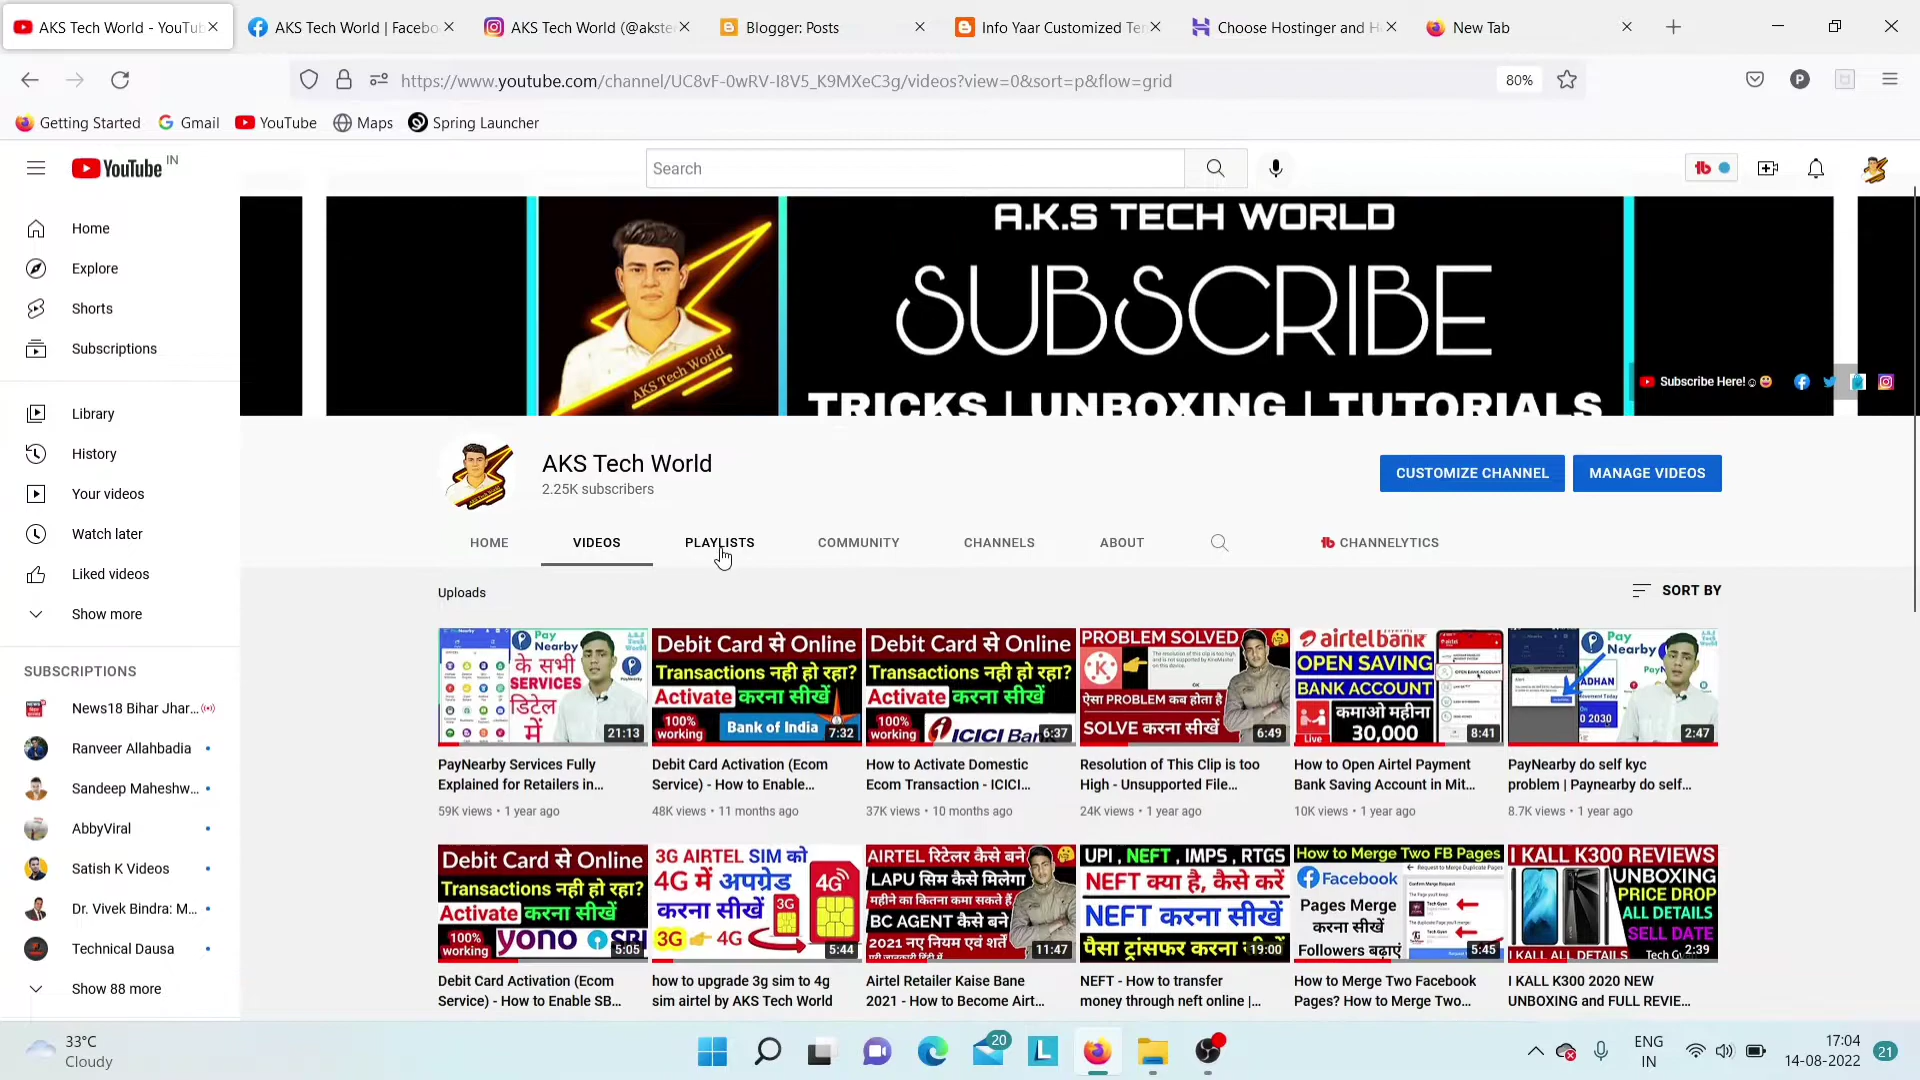 AKS Tech World - YouTub
AKS Tech World | Facebo
AKS Tech World (@akste
Blogger: Posts
Info Yaar Customized Te
Choose Hostinger and H
New Tab
https://www.youtube.com/channel/UC8vF-0wRV-I8V5_K9MXeC3g/videos?view=0&sort=p&flow=grid
80%
P
Getting Started
Gmail
YouTube
Maps
Spring Launcher
YouTube IN
Search
Home
Explore
Shorts
Subscriptions
Library
History
Your videos
Watch later
Liked videos
Show more
SUBSCRIPTIONS
News18 Bihar Jhar...
Ranveer Allahbadia
Sandeep Maheshw...
AbbyViral
Satish K Videos
Dr. Vivek Bindra: M...
Technical Dausa
Show 88 more
A.K.S TECH WORLD
SUBSCRIBE
TRICKS | UNBOXING | TUTORIALS
AKS Tech World
Subscribe Here!
AKS Tech World
2.25K subscribers
CUSTOMIZE CHANNEL
MANAGE VIDEOS
HOME
VIDEOS
PLAYLISTS
COMMUNITY
CHANNELS
ABOUT
CHANNELYTICS
Uploads
SORT BY
Pay
Nearby
के सभी
SERVICES
डिटेल
में
21:13
PayNearby Services Fully
Explained for Retailers in...
59K views • 1 year ago
Debit Card से Online
Transactions नही हो रहा?
Activate करना सीखें
100%
working
Bank of India
7:32
Debit Card Activation (Ecom
Service) - How to Enable...
48K views • 11 months ago
Debit Card से Online
Transactions नही हो रहा?
Activate करना सीखें
100%
working
ICICI Bank
6:37
How to Activate Domestic
Ecom Transaction - ICICI...
37K views • 10 months ago
PROBLEM SOLVED
ऐसा PROBLEM कब होता है
SOLVE करना सीखें
6:49
Resolution of This Clip is too
High - Unsupported File...
24K views • 1 year ago
airtel bank
OPEN SAVING
BANK ACCOUNT
कमाओ महीना
30,000
Live
8:41
How to Open Airtel Payment
Bank Saving Account in Mit...
10K views • 1 year ago
Pay
Nearby
2:47
PayNearby do self kyc
problem | Paynearby do self...
8.7K views • 1 year ago
Debit Card से Online
Transactions नही हो रहा?
Activate करना सीखें
100%
working
yono SBI
5:05
Debit Card Activation (Ecom
Service) - How to Enable SB...
3G AIRTEL SIM को
4G में अपग्रेड
करना सीखें
3G
4G
3G 4G
5:44
how to upgrade 3g sim to 4g
sim airtel by AKS Tech World
AIRTEL रिटेलर कैसे बने
LAPU सिम कैसे मिलेगा
महीने का कितना कमा सकते हैं
BC AGENT कैसे बने
2021 नए नियम एवं शर्तें
11:47
Airtel Retailer Kaise Bane
2021 - How to Become Airt...
UPI , NEFT , IMPS , RTGS
NEFT क्या है, कैसे करें
NEFT करना सीखें
पैसा ट्रांसफर करना
19:00
NEFT - How to transfer
money through neft online |...
How to Merge Two FB Pages
Facebook
Pages Merge
करना सीखें
Followers बढ़ाएं
5:45
How to Merge Two Facebook
Pages? How to Merge Two...
I KALL K300 REVIEWS
UNBOXING
PRICE DROP
ALL DETAILS
SELL DATE
I KALL ALL DETAILS
2:39
I KALL K300 2020 NEW
UNBOXING and FULL REVIE...
33°C
Cloudy
20
ENG
IN
17:04
14-08-2022
21